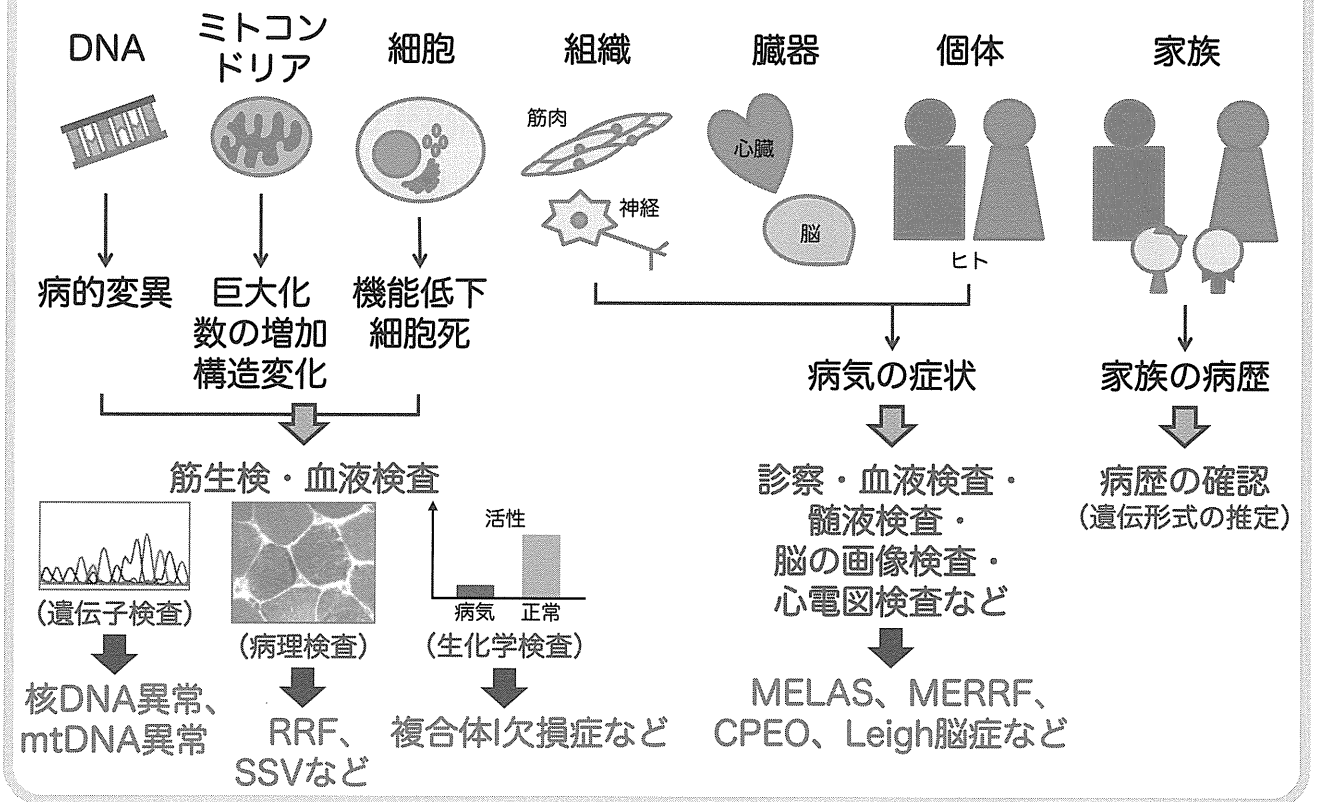 DNA
ミトコン
ドリア
細胞
組織
臓器
個体
家族
筋肉
神経
心臓
脳
ヒト
病的変異
巨大化
数の増加
構造変化
機能低下
細胞死
病気の症状
家族の病歴
筋生検・血液検査
診察・血液検査・
髄液検査・
脳の画像検査・
心電図検査など
病歴の確認
(遺伝形式の推定)
活性
病気
正常
(遺伝子検査)
(病理検査)
(生化学検査)
核DNA異常、
mtDNA異常
RRF、
SSVなど
複合体I欠損症など
MELAS、MERRF、
CPEO、Leigh脳症など